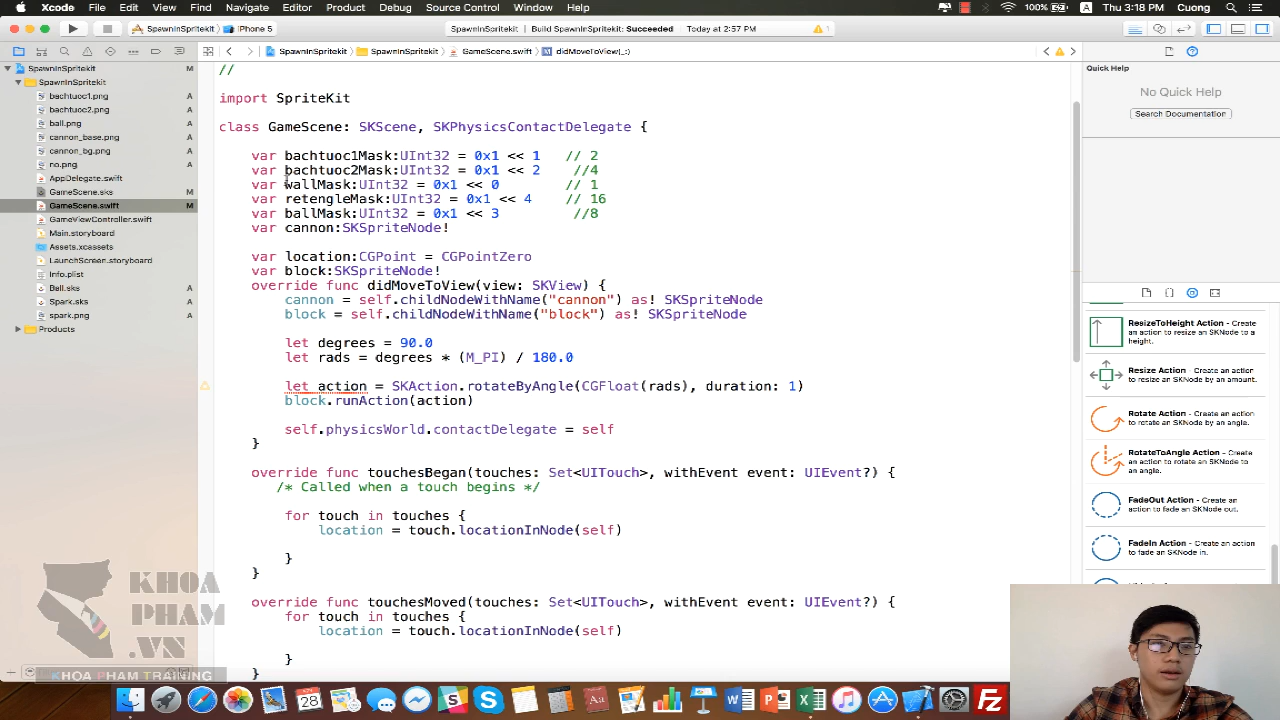 Xcode File Edit View Find Navigate Editor Product Debug Source Control Window Help 100% Thu 3:18 PM Cuong
SpawnInSpritekit iPhone 5 SpawnInSpritekit | Build SpawnInSpritekit: Succeeded Today at 2:57 PM 1
SpawnInSpritekit SpawnInSpritekit GameScene.swift didMoveToView(_:)
SpawnInSpritekit M
SpawnInSpritekit
bachtuoc1.png A
bachtuoc2.png A
ball.png A
cannon_base.png A
cannon_bg.png A
no.png A
AppDelegate.swift
GameScene.sks M
GameScene.swift M
GameViewController.swift
Main.storyboard
Assets.xcassets
LaunchScreen.storyboard
Info.plist
Ball.sks A
Spark.sks A
spark.png A
Products
//
import SpriteKit
class GameScene: SKScene, SKPhysicsContactDelegate {
var bachtuoc1Mask:UInt32 = 0x1 << 1 // 2
var bachtuoc2Mask:UInt32 = 0x1 << 2 //4
var wallMask:UInt32 = 0x1 << 0 // 1
var retengleMask:UInt32 = 0x1 << 4 // 16
var ballMask:UInt32 = 0x1 << 3 //8
var cannon:SKSpriteNode!
var location:CGPoint = CGPointZero
var block:SKSpriteNode!
override func didMoveToView(view: SKView) {
cannon = self.childNodeWithName("cannon") as! SKSpriteNode
block = self.childNodeWithName("block") as! SKSpriteNode
let degrees = 90.0
let rads = degrees * (M_PI) / 180.0
let action = SKAction.rotateByAngle(CGFloat(rads), duration: 1)
block.runAction(action)
self.physicsWorld.contactDelegate = self
}
override func touchesBegan(touches: Set<UITouch>, withEvent event: UIEvent?) {
/* Called when a touch begins */
for touch in touches {
location = touch.locationInNode(self)
}
}
override func touchesMoved(touches: Set<UITouch>, withEvent event: UIEvent?) {
for touch in touches {
location = touch.locationInNode(self)
}
}
Quick Help
No Quick Help
Search Documentation
ResizeToHeight Action - Create
an action to resize an SKNode to a
height.
Resize Action - Create an action
to resize an SKNode by an amount.
Rotate Action - Create an action
to rotate an SKNode by an angle.
RotateToAngle Action - Create
an action to rotate an SKNode to
an angle.
FadeOut Action - Create an
action to fade an SKNode out.
FadeIn Action - Create an action
to fade an SKNode in.
KHOA
PHAM
.VN
KHOA PHAM TRAINING